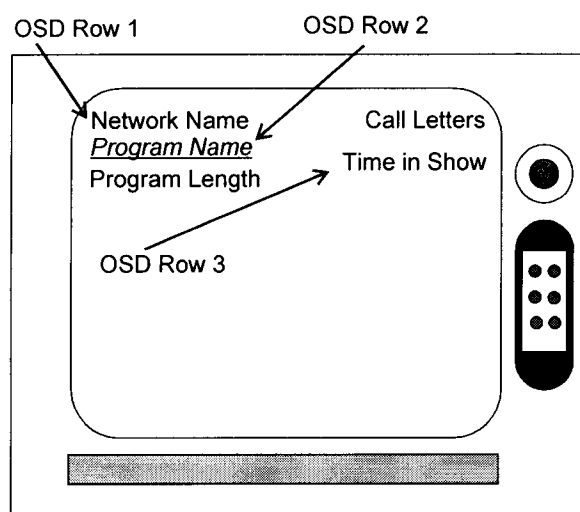 OSD Row 1
OSD Row 2
Network Name
Call Letters
Program Name
Time in Show
Program Length
OSD Row 3